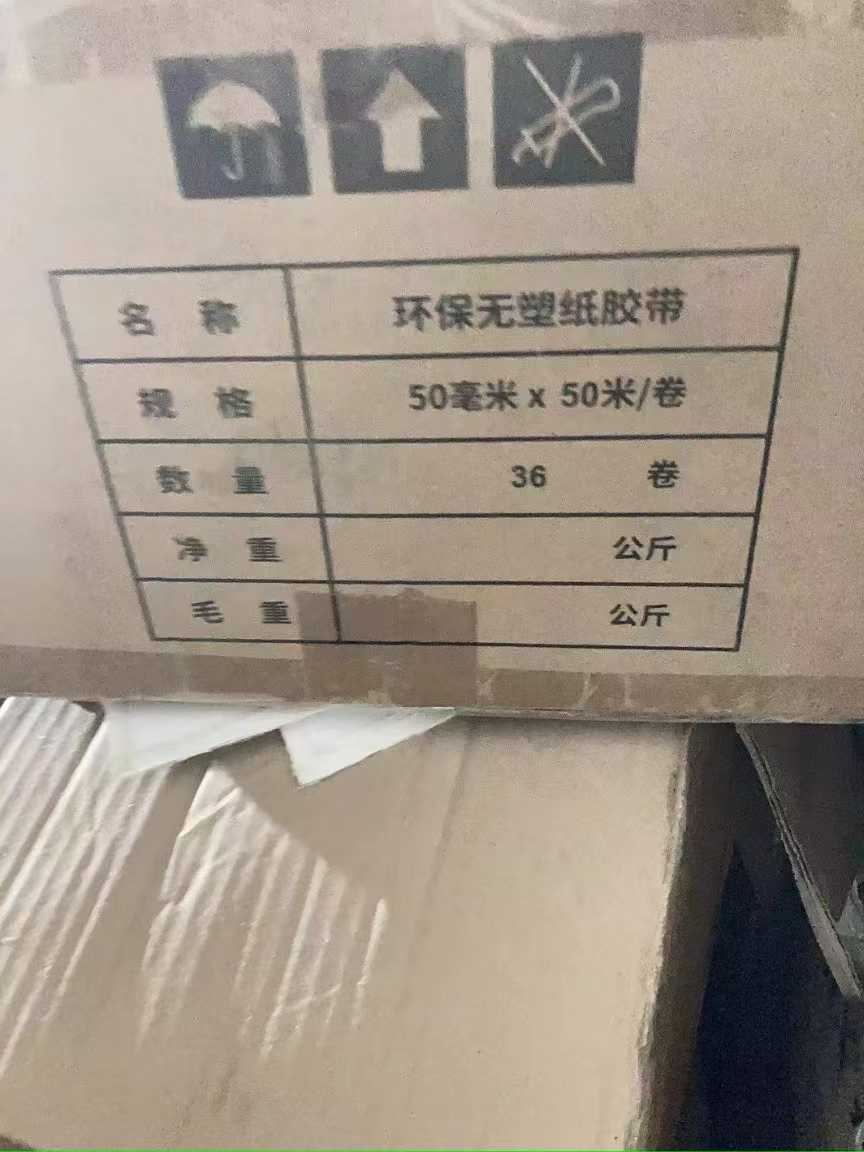 名 称 环保无塑纸胶带
规 格 50毫米 x 50米/卷
数 量 36 卷
净 重 公斤
毛 重 公斤